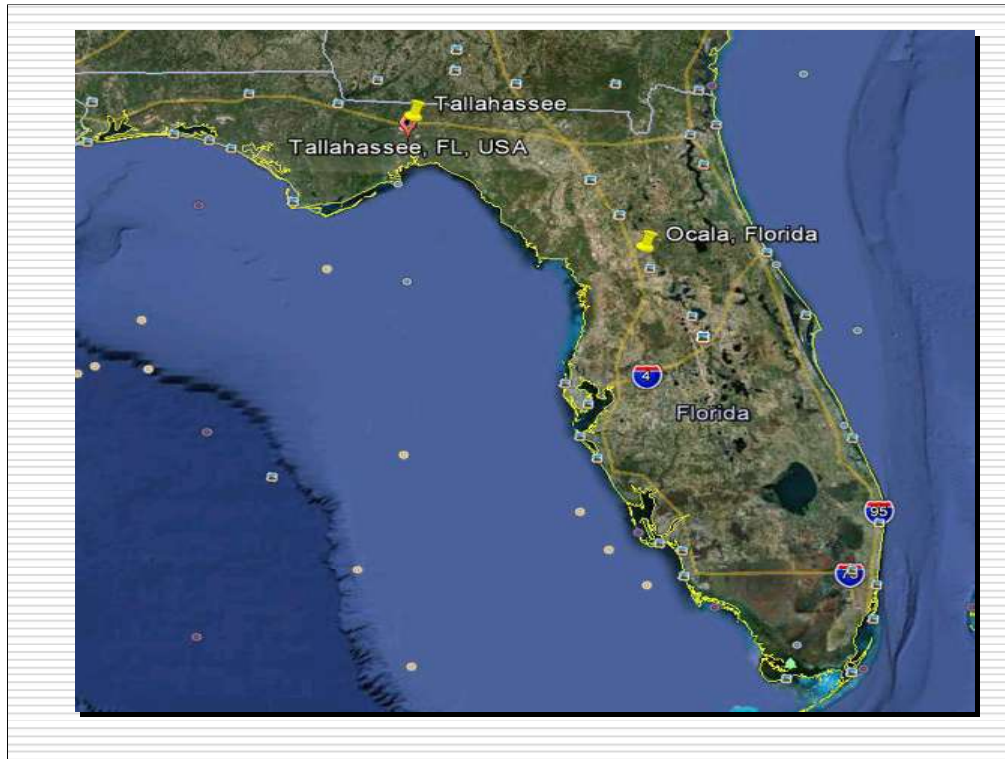 Tallahassee
Tallahassee, FL, USA
Ocala, Florida
4
Florida
95
75